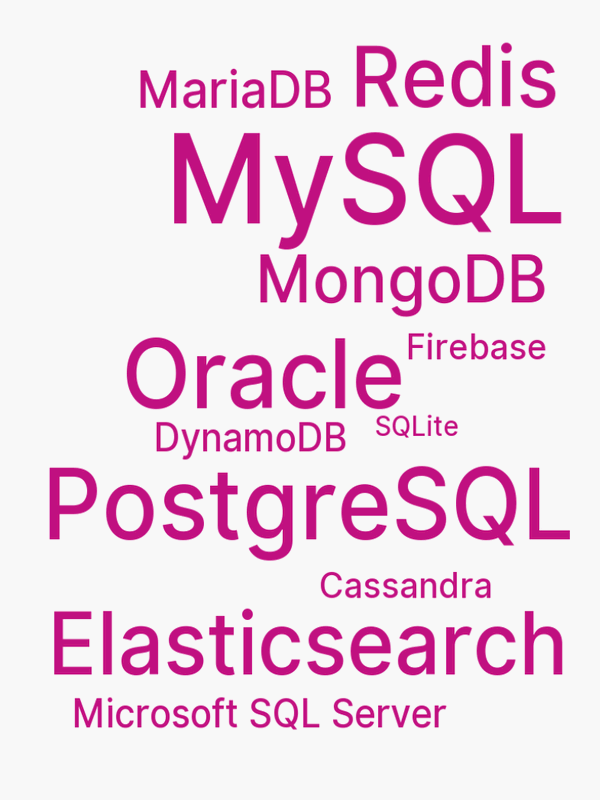 MariaDB Redis
MySQL
MongoDB
Firebase
Oracle
SQLite
DynamoDB
PostgreSQL
Cassandra
Elasticsearch
Microsoft SQL Server